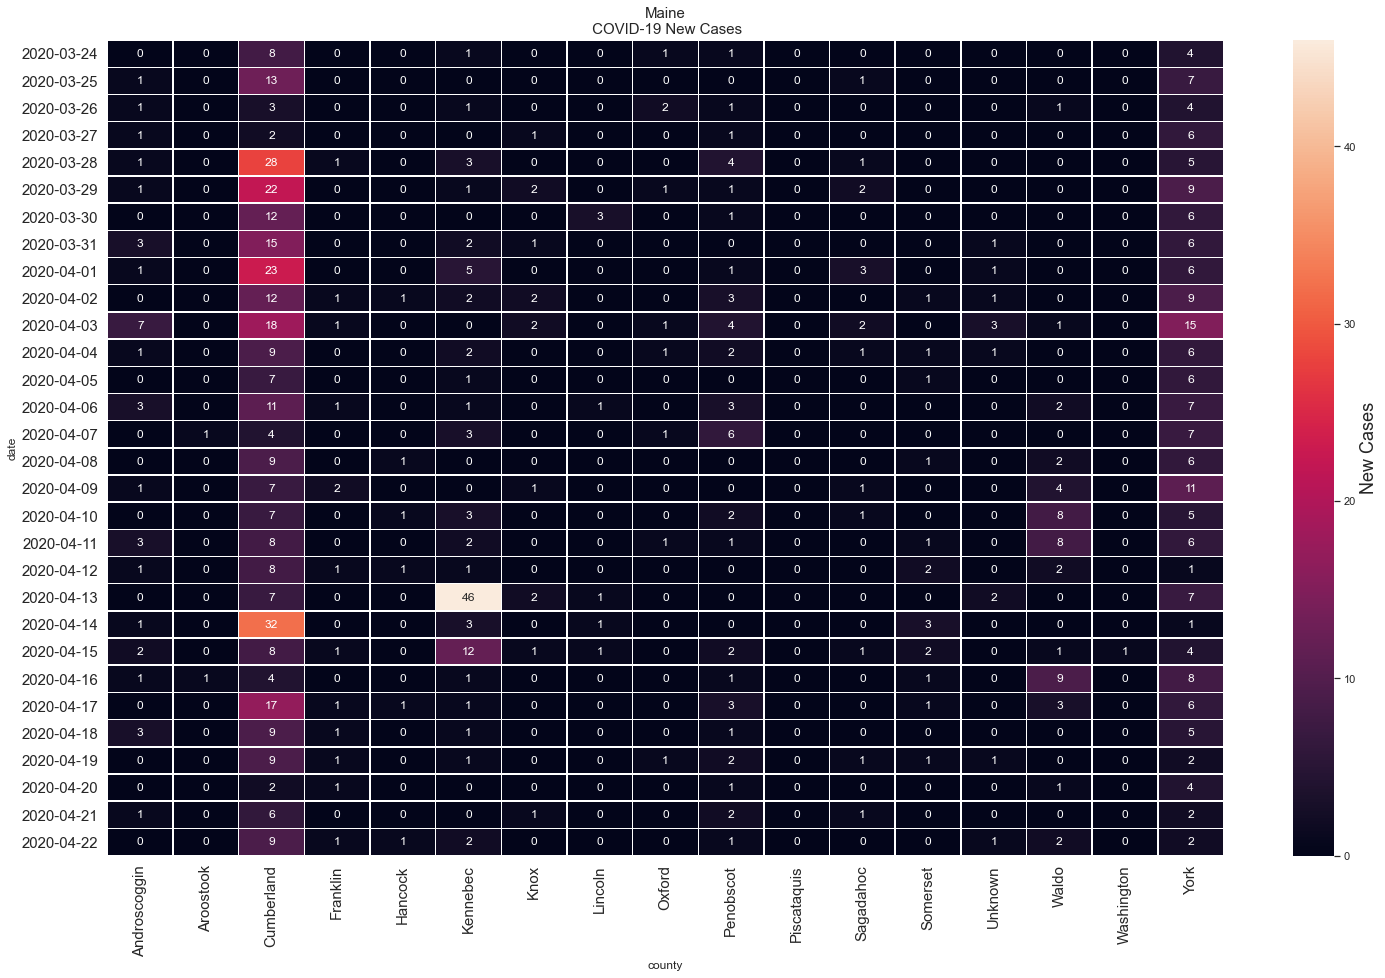 Maine
COVID-19 New Cases
2020-03-24 0 0 8 0 0 1 0 0 1 1 0 0 0 0 0 0 4
2020-03-25 1 0 13 0 0 0 0 0 0 0 0 1 0 0 0 0 7
2020-03-26 1 0 3 0 0 1 0 0 2 1 0 0 0 0 1 0 4
2020-03-27 1 0 2 0 0 0 1 0 0 1 0 0 0 0 0 0 6
2020-03-28 1 0 28 1 0 3 0 0 0 4 0 1 0 0 0 0 5
2020-03-29 1 0 22 0 0 1 2 0 1 1 0 2 0 0 0 0 9
2020-03-30 0 0 12 0 0 0 0 3 0 1 0 0 0 0 0 0 6
2020-03-31 3 0 15 0 0 2 1 0 0 0 0 0 0 1 0 0 6
2020-04-01 1 0 23 0 0 5 0 0 0 1 0 3 0 1 0 0 6
2020-04-02 0 0 12 1 1 2 2 0 0 3 0 0 1 1 0 0 9
2020-04-03 7 0 18 1 0 0 2 0 1 4 0 2 0 3 1 0 15
2020-04-04 1 0 9 0 0 2 0 0 1 2 0 1 1 1 0 0 6
2020-04-05 0 0 7 0 0 1 0 0 0 0 0 0 1 0 0 0 6
2020-04-06 3 0 11 1 0 1 0 1 0 3 0 0 0 0 2 0 7
2020-04-07 0 1 4 0 0 3 0 0 1 6 0 0 0 0 0 0 7
2020-04-08 0 0 9 0 1 0 0 0 0 0 0 0 1 0 2 0 6
2020-04-09 1 0 7 2 0 0 1 0 0 0 0 1 0 0 4 0 11
2020-04-10 0 0 7 0 1 3 0 0 0 2 0 1 0 0 8 0 5
2020-04-11 3 0 8 0 0 2 0 0 1 1 0 0 1 0 8 0 6
2020-04-12 1 0 8 1 1 1 0 0 0 0 0 0 2 0 2 0 1
2020-04-13 0 0 7 0 0 46 2 1 0 0 0 0 0 2 0 0 7
2020-04-14 1 0 32 0 0 3 0 1 0 0 0 0 3 0 0 0 1
2020-04-15 2 0 8 1 0 12 1 1 0 2 0 1 2 0 1 1 4
2020-04-16 1 1 4 0 0 1 0 0 0 1 0 0 1 0 9 0 8
2020-04-17 0 0 17 1 1 1 0 0 0 3 0 0 1 0 3 0 6
2020-04-18 3 0 9 1 0 1 0 0 0 1 0 0 0 0 0 0 5
2020-04-19 0 0 9 1 0 1 0 0 1 2 0 1 1 1 0 0 2
2020-04-20 0 0 2 1 0 0 0 0 0 1 0 0 0 0 1 0 4
2020-04-21 1 0 6 0 0 0 1 0 0 2 0 1 0 0 0 0 2
2020-04-22 0 0 9 1 1 2 0 0 0 1 0 0 0 1 2 0 2
date
Androscoggin
Aroostook
Cumberland
Franklin
Hancock
Kennebec
Knox
Lincoln
Oxford
Penobscot
Piscataquis
Sagadahoc
Somerset
Unknown
Waldo
Washington
York
county
40
30
20
10
0
New Cases